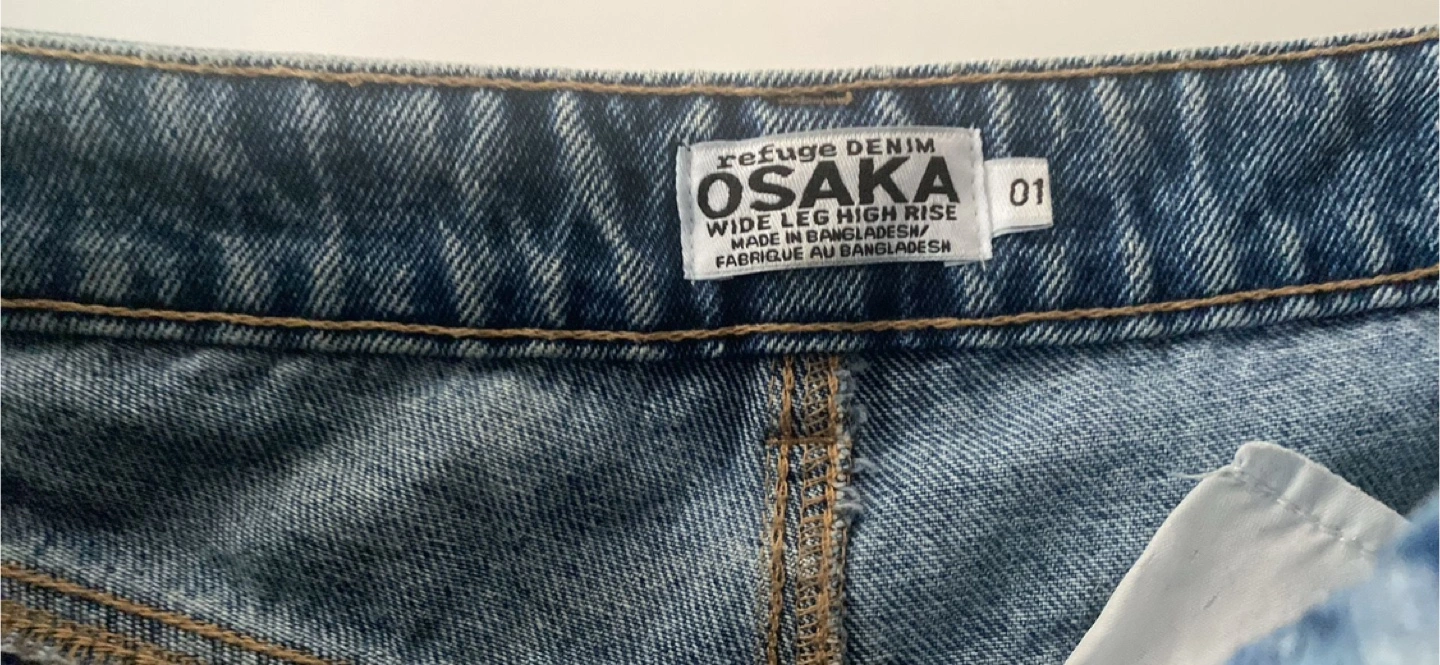 refuge DENIM
OSAKA
WIDE LEG HIGH RISE
MADE IN BANGLADESH/
FABRIQUE AU BANGLADESH
01